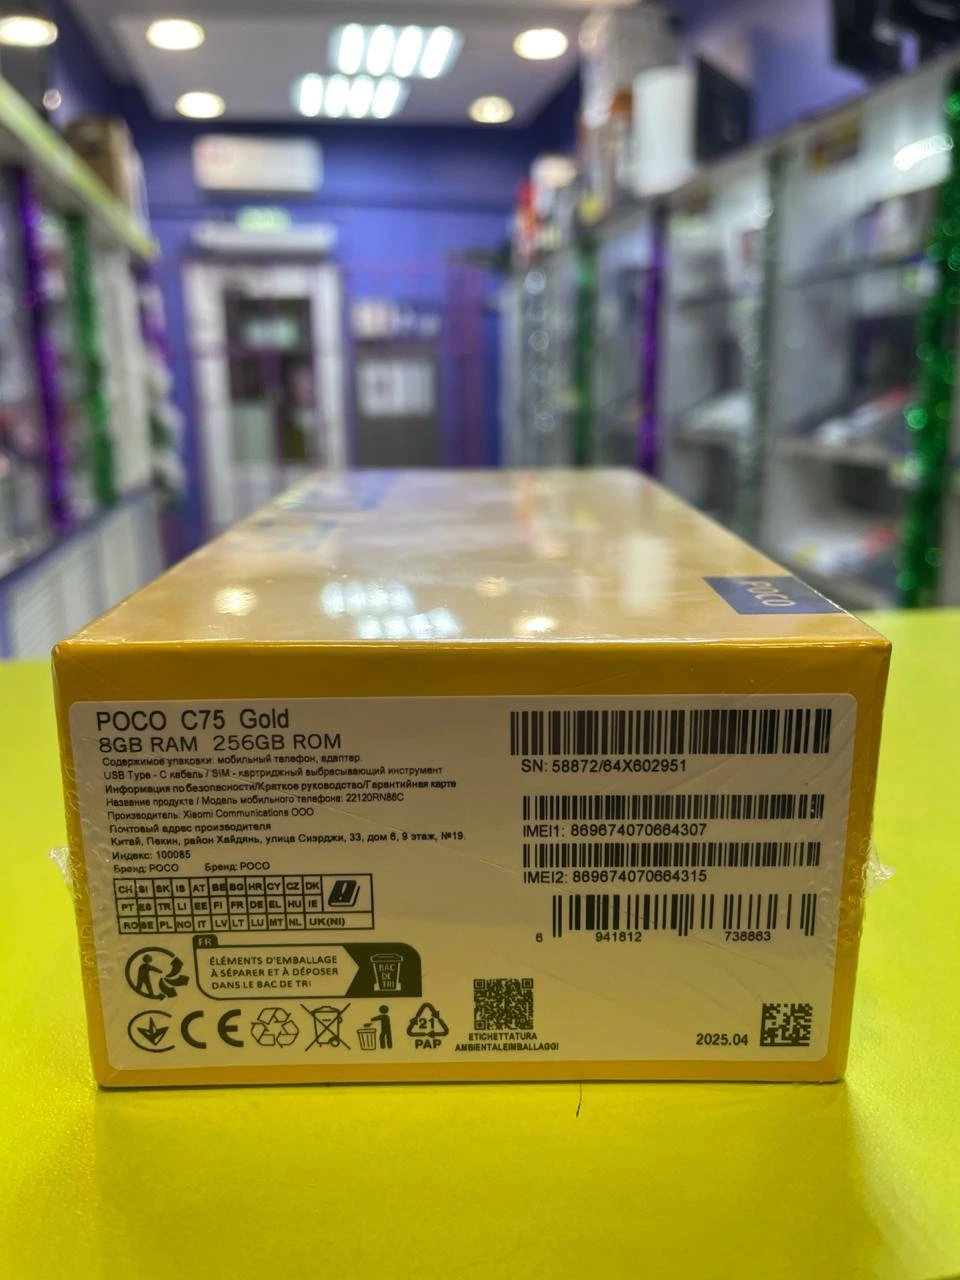 POCO
POCO C75 Gold
8GB RAM 256GB ROM
Содержимое упаковки: мобильный телефон, адаптер.
USB Type - C кабель / SIM - картриджный выбрасывающий инструмент
Информация по безопасности/Краткое руководство/Гарантийная карта
Название продукта / Модель мобильного телефона: 22120RN86C
Производитель: Xiaomi Communications ООО
Почтовый адрес производителя
Китай, Пекин, район Хайдянь, улица Сиэрджи, 33, дом 6, 9 этаж, №19.
Индекс: 100085
Бренд: POCO Бренд: POCO
CH SI SK IS AT BE BG HR CY CZ DK
PT ES TR LI EE FI FR DE EL HU IE
RO SE PL NO IT LV LT LU MT NL UK(NI)
FR
ÉLÉMENTS D'EMBALLAGE
À SÉPARER ET À DÉPOSER
DANS LE BAC DE TRI
BAC
DE
TRI
CE
21
PAP
ETICHETTATURA
AMBIENTALEIMBALLAGGI
SN: 58872/64X602951
IMEI1: 869674070664307
IMEI2: 869674070664315
6 941812 738863
2025.04